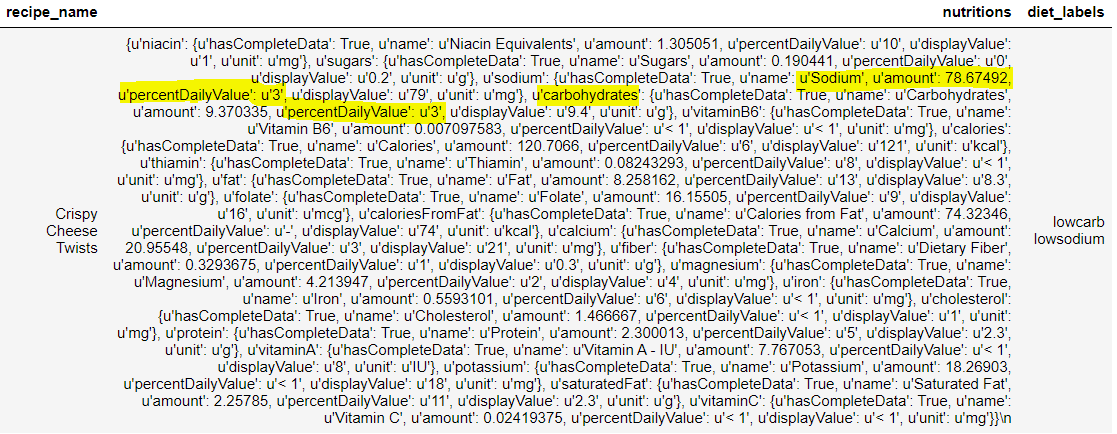 recipe_name nutritions diet_labels
{u'niacin': {u'hasCompleteData': True, u'name': u'Niacin Equivalents', u'amount': 1.305051, u'percentDailyValue': u'10', u'displayValue':
u'1', u'unit': u'mg'}, u'sugars': {u'hasCompleteData': True, u'name': u'Sugars', u'amount': 0.190441, u'percentDailyValue': u'0',
u'displayValue': u'0.2', u'unit': u'g'}, u'sodium': {u'hasCompleteData': True, u'name': u'Sodium', u'amount': 78.67492,
u'percentDailyValue': u'3', u'displayValue': u'79', u'unit': u'mg'}, u'carbohydrates': {u'hasCompleteData': True, u'name': u'Carbohydrates',
u'amount': 9.370335, u'percentDailyValue': u'3', u'displayValue': u'9.4', u'unit': u'g'}, u'vitaminB6': {u'hasCompleteData': True, u'name':
u'Vitamin B6', u'amount': 0.007097583, u'percentDailyValue': u'< 1', u'displayValue': u'< 1', u'unit': u'mg'}, u'calories':
{u'hasCompleteData': True, u'name': u'Calories', u'amount': 120.7066, u'percentDailyValue': u'6', u'displayValue': u'121', u'unit': u'kcal'},
u'thiamin': {u'hasCompleteData': True, u'name': u'Thiamin', u'amount': 0.08243293, u'percentDailyValue': u'8', u'displayValue': u'< 1',
u'unit': u'mg'}, u'fat': {u'hasCompleteData': True, u'name': u'Fat', u'amount': 8.258162, u'percentDailyValue': u'13', u'displayValue': u'8.3',
u'unit': u'g'}, u'folate': {u'hasCompleteData': True, u'name': u'Folate', u'amount': 16.15505, u'percentDailyValue': u'9', u'displayValue':
u'16', u'unit': u'mcg'}, u'caloriesFromFat': {u'hasCompleteData': True, u'name': u'Calories from Fat', u'amount': 74.32346,
u'percentDailyValue': u'-', u'displayValue': u'74', u'unit': u'kcal'}, u'calcium': {u'hasCompleteData': True, u'name': u'Calcium', u'amount':
20.95548, u'percentDailyValue': u'3', u'displayValue': u'21', u'unit': u'mg'}, u'fiber': {u'hasCompleteData': True, u'name': u'Dietary Fiber',
u'amount': 0.3293675, u'percentDailyValue': u'1', u'displayValue': u'0.3', u'unit': u'g'}, u'magnesium': {u'hasCompleteData': True, u'name':
u'Magnesium', u'amount': 4.213947, u'percentDailyValue': u'2', u'displayValue': u'4', u'unit': u'mg'}, u'iron': {u'hasCompleteData': True,
u'name': u'Iron', u'amount': 0.5593101, u'percentDailyValue': u'6', u'displayValue': u'< 1', u'unit': u'mg'}, u'cholesterol':
{u'hasCompleteData': True, u'name': u'Cholesterol', u'amount': 1.466667, u'percentDailyValue': u'< 1', u'displayValue': u'1', u'unit':
u'mg'}, u'protein': {u'hasCompleteData': True, u'name': u'Protein', u'amount': 2.300013, u'percentDailyValue': u'5', u'displayValue': u'2.3',
u'unit': u'g'}, u'vitaminA': {u'hasCompleteData': True, u'name': u'Vitamin A - IU', u'amount': 7.767053, u'percentDailyValue': u'< 1',
u'displayValue': u'8', u'unit': u'IU'}, u'potassium': {u'hasCompleteData': True, u'name': u'Potassium', u'amount': 18.26903,
u'percentDailyValue': u'< 1', u'displayValue': u'18', u'unit': u'mg'}, u'saturatedFat': {u'hasCompleteData': True, u'name': u'Saturated Fat',
u'amount': 2.25785, u'percentDailyValue': u'11', u'displayValue': u'2.3', u'unit': u'g'}, u'vitaminC': {u'hasCompleteData': True, u'name':
u'Vitamin C', u'amount': 0.02419375, u'percentDailyValue': u'< 1', u'displayValue': u'< 1', u'unit': u'mg'}}\n
Crispy
Cheese
Twists
lowcarb
lowsodium